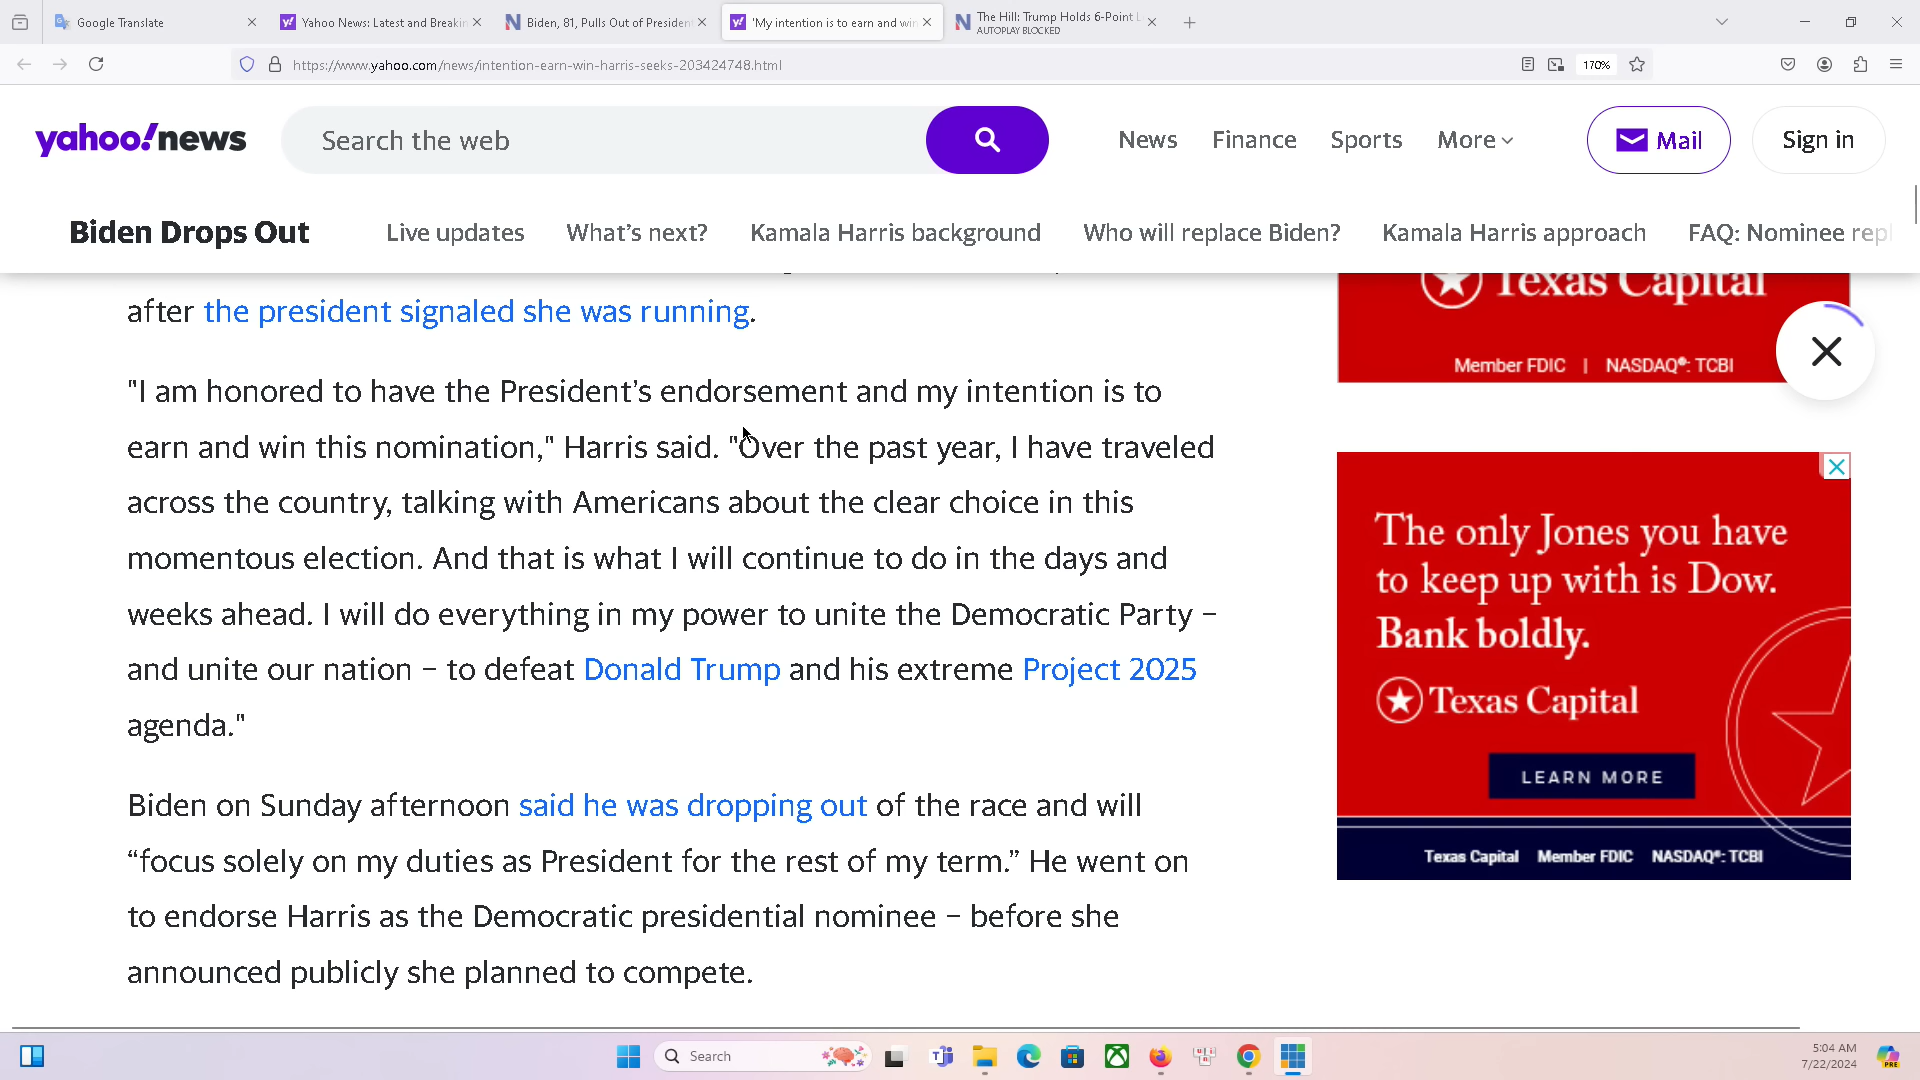 Google Translate
Yahoo News: Latest and Breakin
Biden, 81, Pulls Out of President
'My intention is to earn and win
The Hill: Trump Holds 6-Point L
AUTOPLAY BLOCKED
https://www.yahoo.com/news/intention-earn-win-harris-seeks-203424748.html
170%
yahoo!news
Search the web
News
Finance
Sports
More
Mail
Sign in
Biden Drops Out
Live updates
What's next?
Kamala Harris background
Who will replace Biden?
Kamala Harris approach
FAQ: Nominee repl
after the president signaled she was running.
"I am honored to have the President's endorsement and my intention is to
earn and win this nomination," Harris said. "Over the past year, I have traveled
across the country, talking with Americans about the clear choice in this
momentous election. And that is what I will continue to do in the days and
weeks ahead. I will do everything in my power to unite the Democratic Party –
and unite our nation – to defeat Donald Trump and his extreme Project 2025
agenda."
Biden on Sunday afternoon said he was dropping out of the race and will
“focus solely on my duties as President for the rest of my term.” He went on
to endorse Harris as the Democratic presidential nominee – before she
announced publicly she planned to compete.
Texas Capital
Member FDIC | NASDAQ®: TCBI
The only Jones you have
to keep up with is Dow.
Bank boldly.
Texas Capital
LEARN MORE
Texas Capital Member FDIC NASDAQ®: TCBI
Search
5:04 AM
7/22/2024
PRE